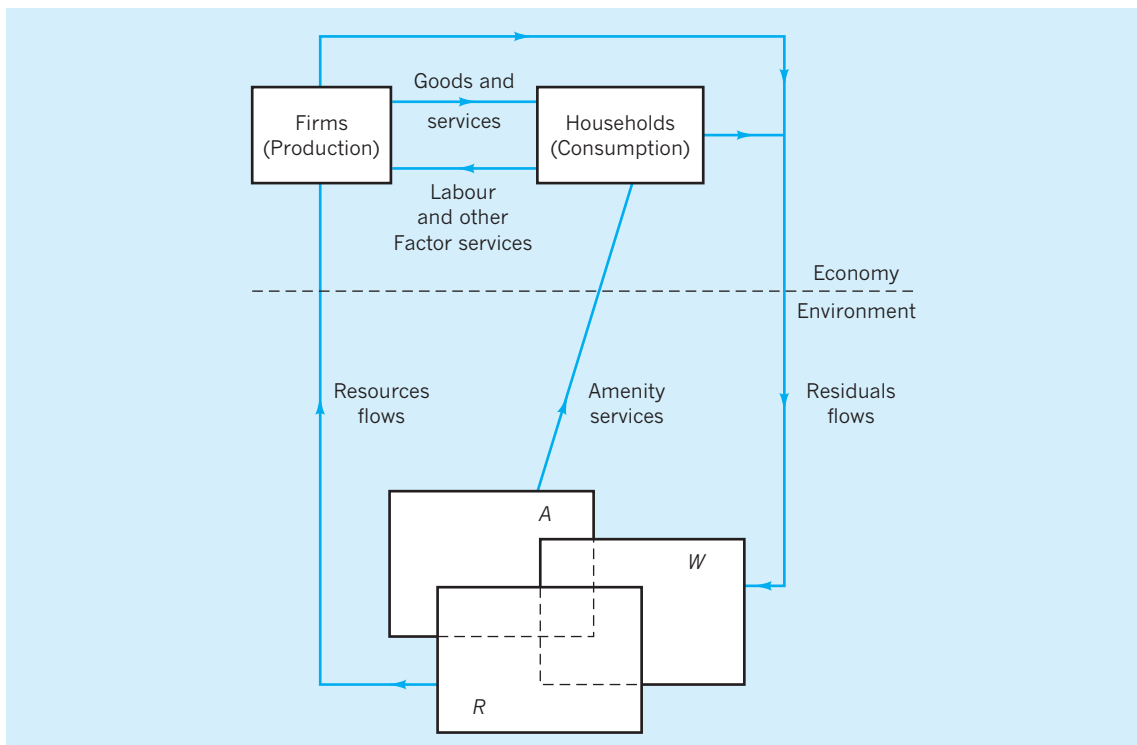 Goods and
services
Firms
(Production)
Households
(Consumption)
Labour
and other
Factor services
Economy
Environment
Resources
flows
Amenity
services
Residuals
flows
A
W
R